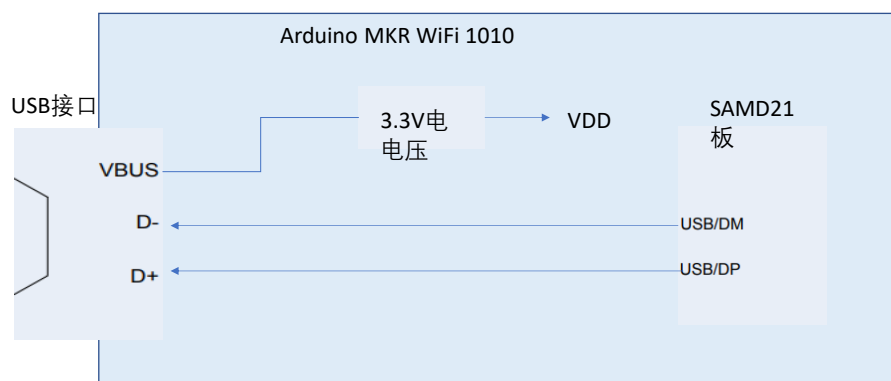 Arduino MKR WiFi 1010
USB接口
3.3V电
电压
VDD
SAMD21
板
VBUS
D-
USB/DM
D+
USB/DP